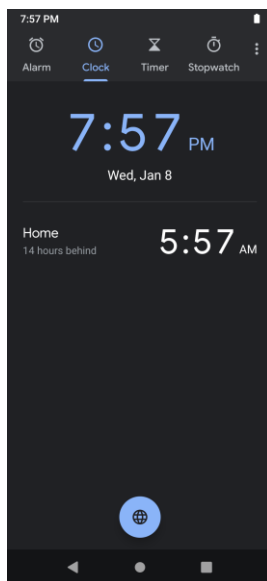 7:57 PM
Alarm Clock Timer Stopwatch
7:57 PM
Wed, Jan 8
Home
14 hours behind
5:57 AM